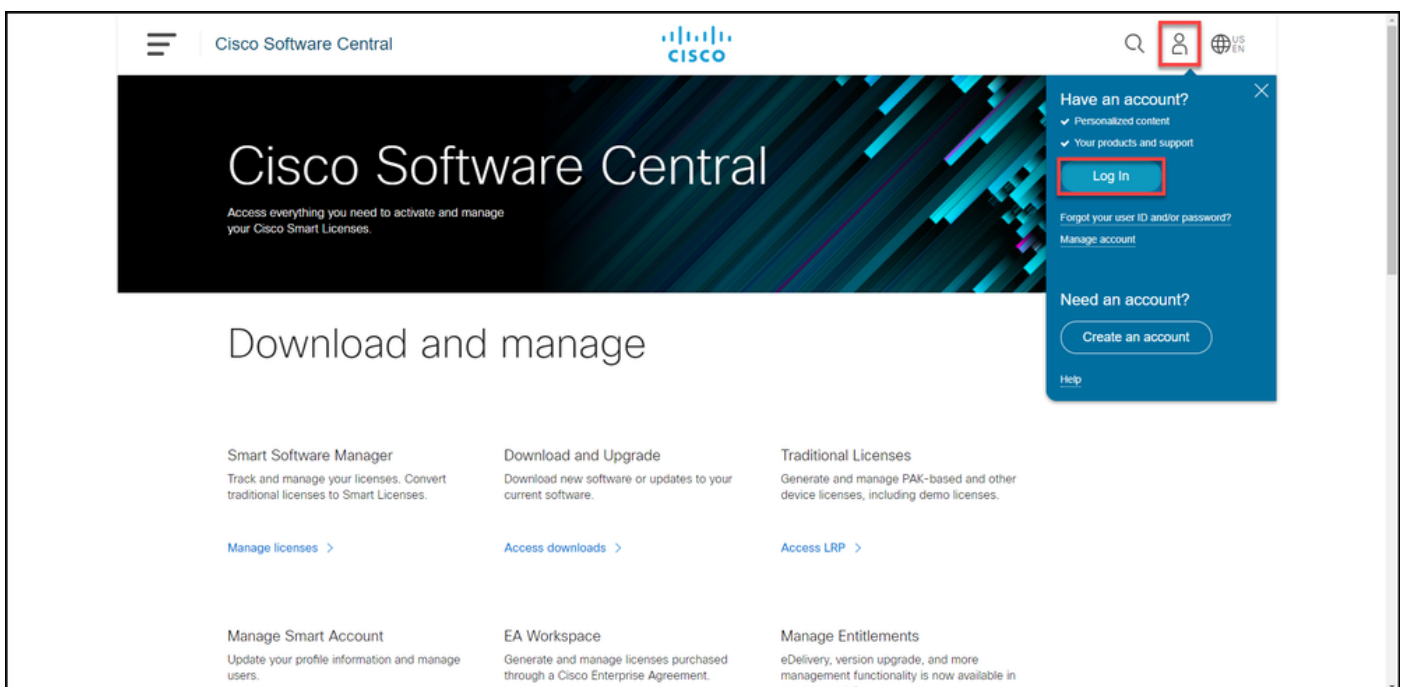 Cisco Software Central
CISCO
US
EN
Have an account?
✓ Personalized content
✓ Your products and support
Log In
Forgot your user ID and/or password?
Manage account
Need an account?
Create an account
Help
Cisco Software Central
Access everything you need to activate and manage
your Cisco Smart Licenses.
Download and manage
Smart Software Manager
Track and manage your licenses. Convert
traditional licenses to Smart Licenses.
Manage licenses >
Download and Upgrade
Download new software or updates to your
current software.
Access downloads >
Traditional Licenses
Generate and manage PAK-based and other
device licenses, including demo licenses.
Access LRP >
Manage Smart Account
Update your profile information and manage
users.
EA Workspace
Generate and manage licenses purchased
through a Cisco Enterprise Agreement.
Manage Entitlements
eDelivery, version upgrade, and more
management functionality is now available in